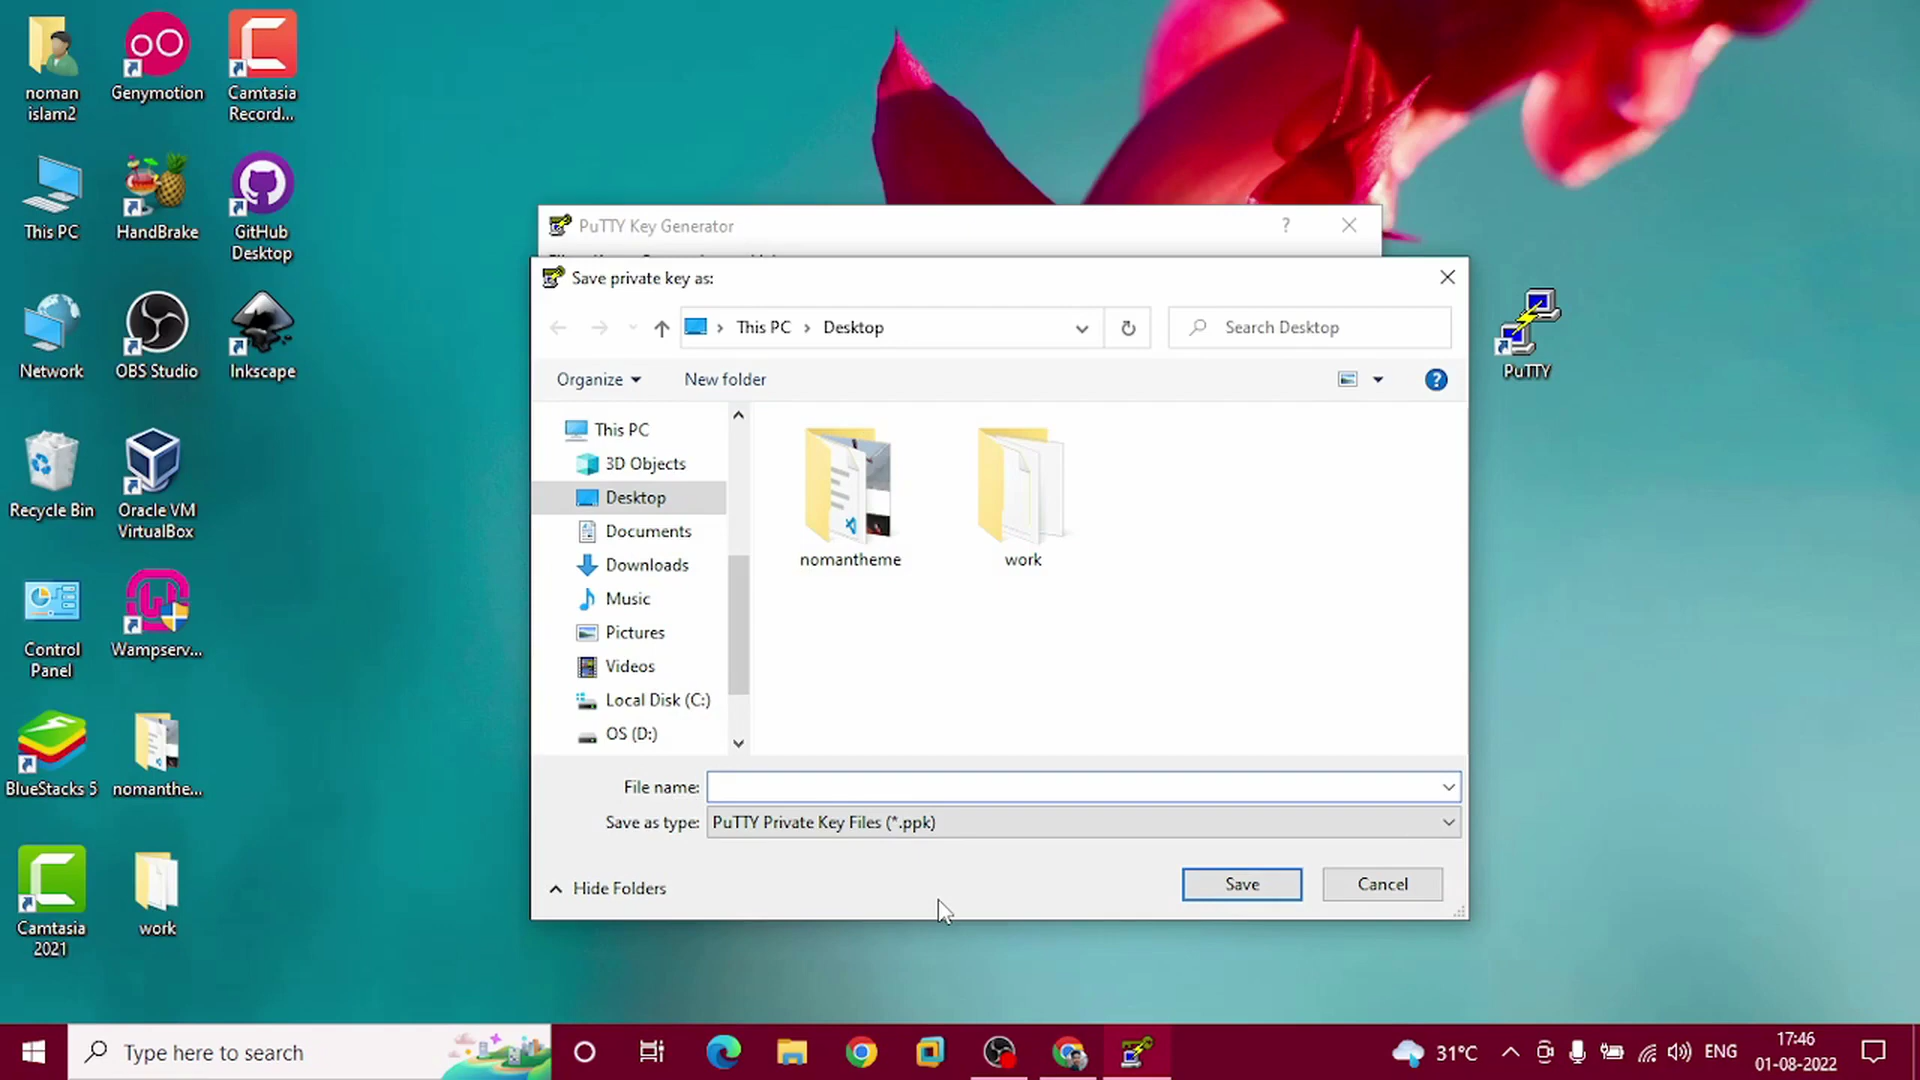 noman
islam2
Genymotion
Camtasia
Record...
This PC
HandBrake
GitHub
Desktop
Network
OBS Studio
Inkscape
Recycle Bin
Oracle VM
VirtualBox
Control
Panel
Wampserv...
BlueStacks 5
nomanthe...
Camtasia
2021
work
PuTTY
PuTTY Key Generator
?
Save private key as:
This PC > Desktop
Search Desktop
Organize
New folder
This PC
3D Objects
Desktop
Documents
Downloads
Music
Pictures
Videos
Local Disk (C:)
OS (D:)
nomantheme
work
File name:
Save as type: PuTTY Private Key Files (*.ppk)
Hide Folders
Save
Cancel
Type here to search
31°C
ENG
17:46
01-08-2022